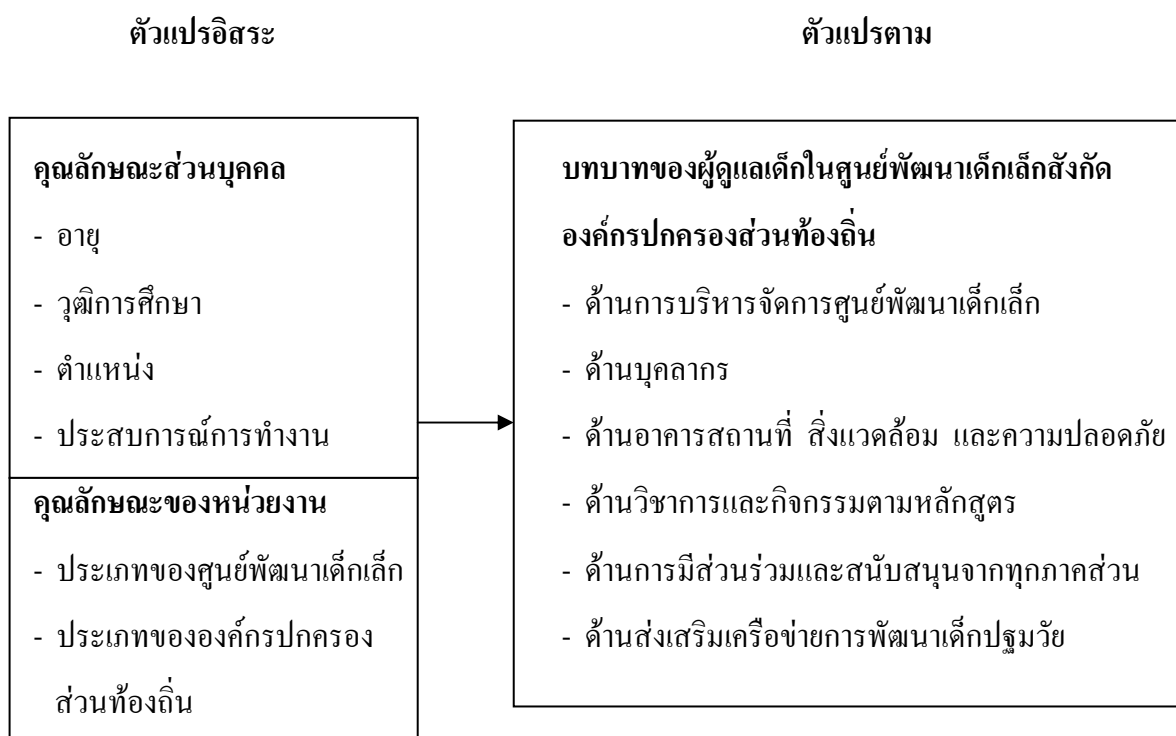 ตัวแปรอิสระ
ตัวแปรตาม
คุณลักษณะส่วนบุคคล
- อายุ
- วุฒิการศึกษา
- ตำแหน่ง
- ประสบการณ์การทำงาน
คุณลักษณะของหน่วยงาน
- ประเภทของศูนย์พัฒนาเด็กเล็ก
- ประเภทขององค์กรปกครอง
ส่วนท้องถิ่น
บทบาทของผู้ดูแลเด็กในศูนย์พัฒนาเด็กเล็กสังกัด
องค์กรปกครองส่วนท้องถิ่น
- ด้านการบริหารจัดการศูนย์พัฒนาเด็กเล็ก
- ด้านบุคลากร
- ด้านอาคารสถานที่ สิ่งแวดล้อม และความปลอดภัย
- ด้านวิชาการและกิจกรรมตามหลักสูตร
- ด้านการมีส่วนร่วมและสนับสนุนจากทุกภาคส่วน
- ด้านส่งเสริมเครือข่ายการพัฒนาเด็กปฐมวัย